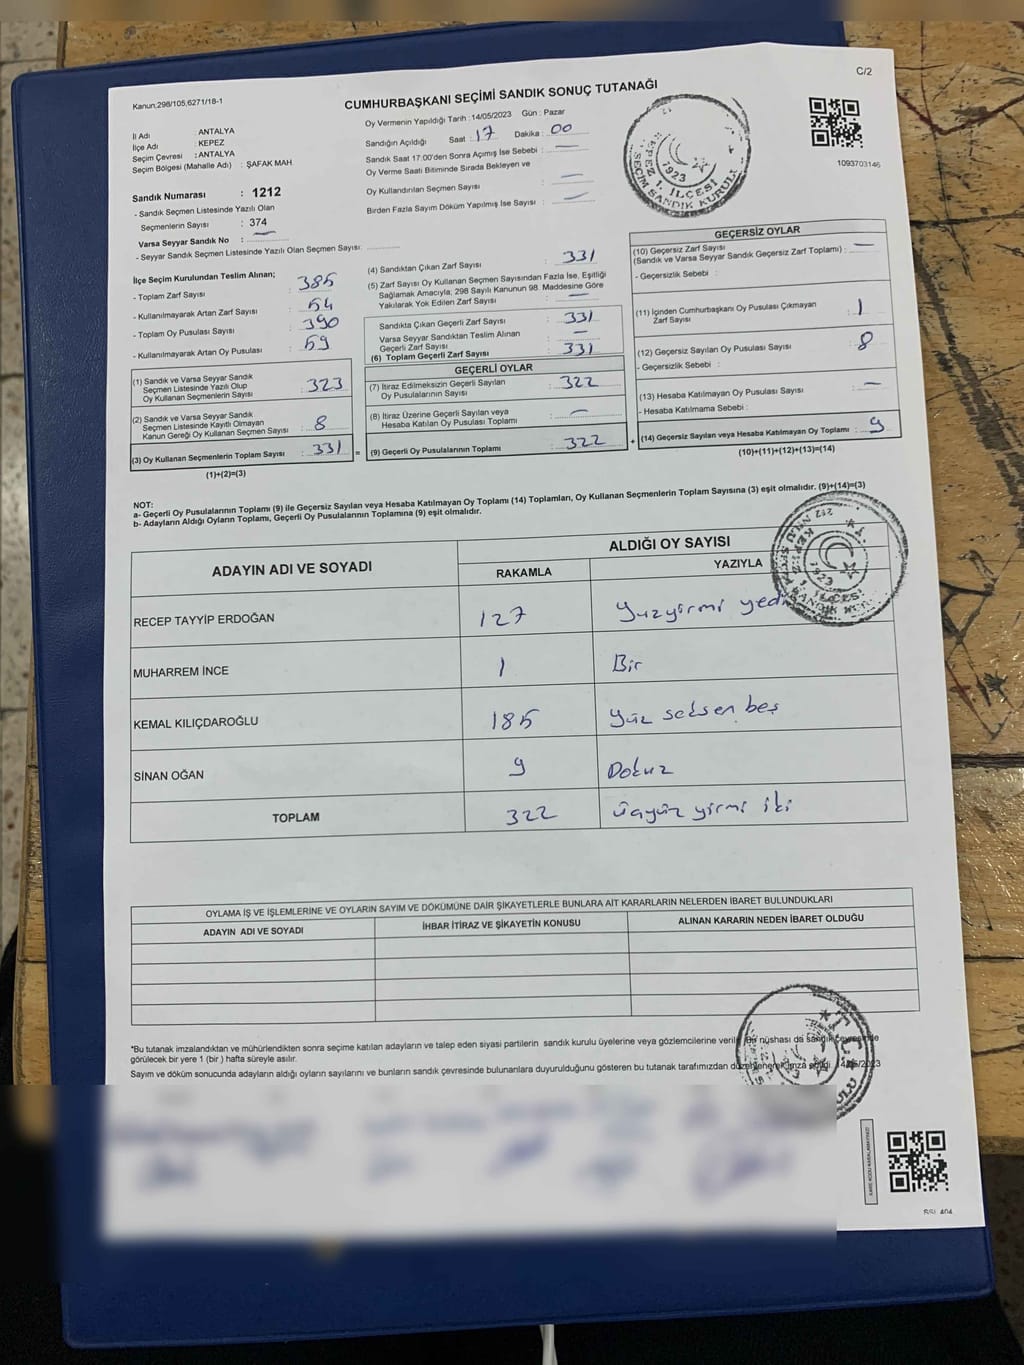 C/2
Kanun;298/105,6271/18-1
CUMHURBAŞKANI SEÇİMİ SANDIK SONUÇ TUTANAĞI
İl Adı : ANTALYA
İlçe Adı : KEPEZ
Seçim Çevresi : ANTALYA
Seçim Bölgesi (Mahalle Adı) : ŞAFAK MAH
Sandık Numarası : 1212
- Sandık Seçmen Listesinde Yazılı Olan
Seçmenlerin Sayısı : 374
Varsa Seyyar Sandık No : —
- Seyyar Sandık Seçmen Listesinde Yazılı Olan Seçmen Sayısı:
Oy Vermenin Yapıldığı Tarih :14/05/2023 Gün : Pazar
Sandığın Açıldığı Saat : 17 Dakika : 00
Sandık Saat 17:00'den Sonra Açımış İse Sebebi : —
Oy Verme Saati Bitiminde Sırada Bekleyen ve
Oy Kullandırılan Seçmen Sayısı : —
Birden Fazla Sayım Döküm Yapılmış İse Sayısı : —
1093703146
İlçe Seçim Kurulundan Teslim Alınan;
- Toplam Zarf Sayısı : 385
- Kullanılmayarak Artan Zarf Sayısı : 54
- Toplam Oy Pusulası Sayısı : 390
- Kullanılmayarak Artan Oy Pusulası : 59
(1) Sandık ve Varsa Seyyar Sandık
Seçmen Listesinde Yazılı Olup
Oy Kullanan Seçmenlerin Sayısı : 323
(2) Sandık ve Varsa Seyyar Sandık
Seçmen Listesinde Kayıtlı Olmayan
Kanun Gereği Oy Kullanan Seçmen Sayısı : 8
(3) Oy Kullanan Seçmenlerin Toplam Sayısı : 331
(1)+(2)=(3)
(4) Sandıktan Çıkan Zarf Sayısı : 331
(5) Zarf Sayısı Oy Kullanan Seçmen Sayısından Fazla İse, Eşitliği
Sağlamak Amacıyla, 298 Sayılı Kanunun 98. Maddesine Göre
Yakılarak Yok Edilen Zarf Sayısı : —
Sandıkta Çıkan Geçerli Zarf Sayısı : 331
Varsa Seyyar Sandıktan Teslim Alınan
Geçerli Zarf Sayısı : —
(6) Toplam Geçerli Zarf Sayısı : 331
GEÇERLİ OYLAR
(7) İtiraz Edilmeksizin Geçerli Sayılan
Oy Pusulası Toplamı : 322
(8) İtiraz Üzerine Geçerli Sayılan veya
Hesaba Katılan Oy Pusulası Toplamı : —
= (9) Geçerli Oy Pusulalarının Toplamı : 322
GEÇERSİZ OYLAR
(10) Geçersiz Zarf Sayısı
(Sandık ve Varsa Seyyar Sandık Geçersiz Zarf Toplamı) : —
- Geçersizlik Sebebi :
(11) İçinden Cumhurbaşkanı Oy Pusulası Çıkmayan
Zarf Sayısı : 1
(12) Geçersiz Sayılan Oy Pusulası Sayısı : 8
- Geçersizlik Sebebi :
(13) Hesaba Katılmayan Oy Pusulası Sayısı : —
- Hesaba Katılmama Sebebi :
+ (14) Geçersiz Sayılan veya Hesaba Katılmayan Oy Toplamı : 9
(10)+(11)+(12)+(13)=(14)
NOT:
a- Geçerli Oy Pusulalarının Toplamı (9) ile Geçersiz Sayılan veya Hesaba Katılmayan Oy Toplamı (14) Toplamları, Oy Kullanan Seçmenlerin Toplam Sayısına (3) eşit olmalıdır. (9)+(14)=(3)
b- Adayların Aldığı Oyların Toplamı, Geçerli Oy Pusulalarının Toplamına (9) eşit olmalıdır.
ADAYIN ADI VE SOYADI ALDIĞI OY SAYISI
RAKAMLA YAZIYLA
RECEP TAYYİP ERDOĞAN 127 Yüzyirmi yedi
MUHARREM İNCE 1 Bir
KEMAL KILIÇDAROĞLU 185 Yüz seksen beş
SİNAN OĞAN 9 Dokuz
TOPLAM 322 üçyüz yirmi iki
OYLAMA İŞ VE İŞLEMLERİNE VE OYLARIN SAYIM VE DÖKÜMÜNE DAİR ŞİKAYETLERLE BUNLARA AİT KARARLARIN NELERDEN İBARET BULUNDUKLARI
ADAYIN ADI VE SOYADI İHBAR İTİRAZ VE ŞİKAYETİN KONUSU ALINAN KARARIN NEDEN İBARET OLDUĞU
*Bu tutanak imzalandıktan ve mühürlendikten sonra seçime katılan adayların ve talep eden siyasi partilerin sandık kurulu üyelerine veya gözlemcilerine verilir, bir nüshası da sandık çevresinde
görülecek bir yere 1 (bir ) hafta süreyle asılır.
Sayım ve döküm sonucunda adayların aldığı oyların sayılarını ve bunların sandık çevresinde bulunanlara duyurulduğunu gösteren bu tutanak tarafımızdan düzenlenerek imza edildi. 14/05/2023